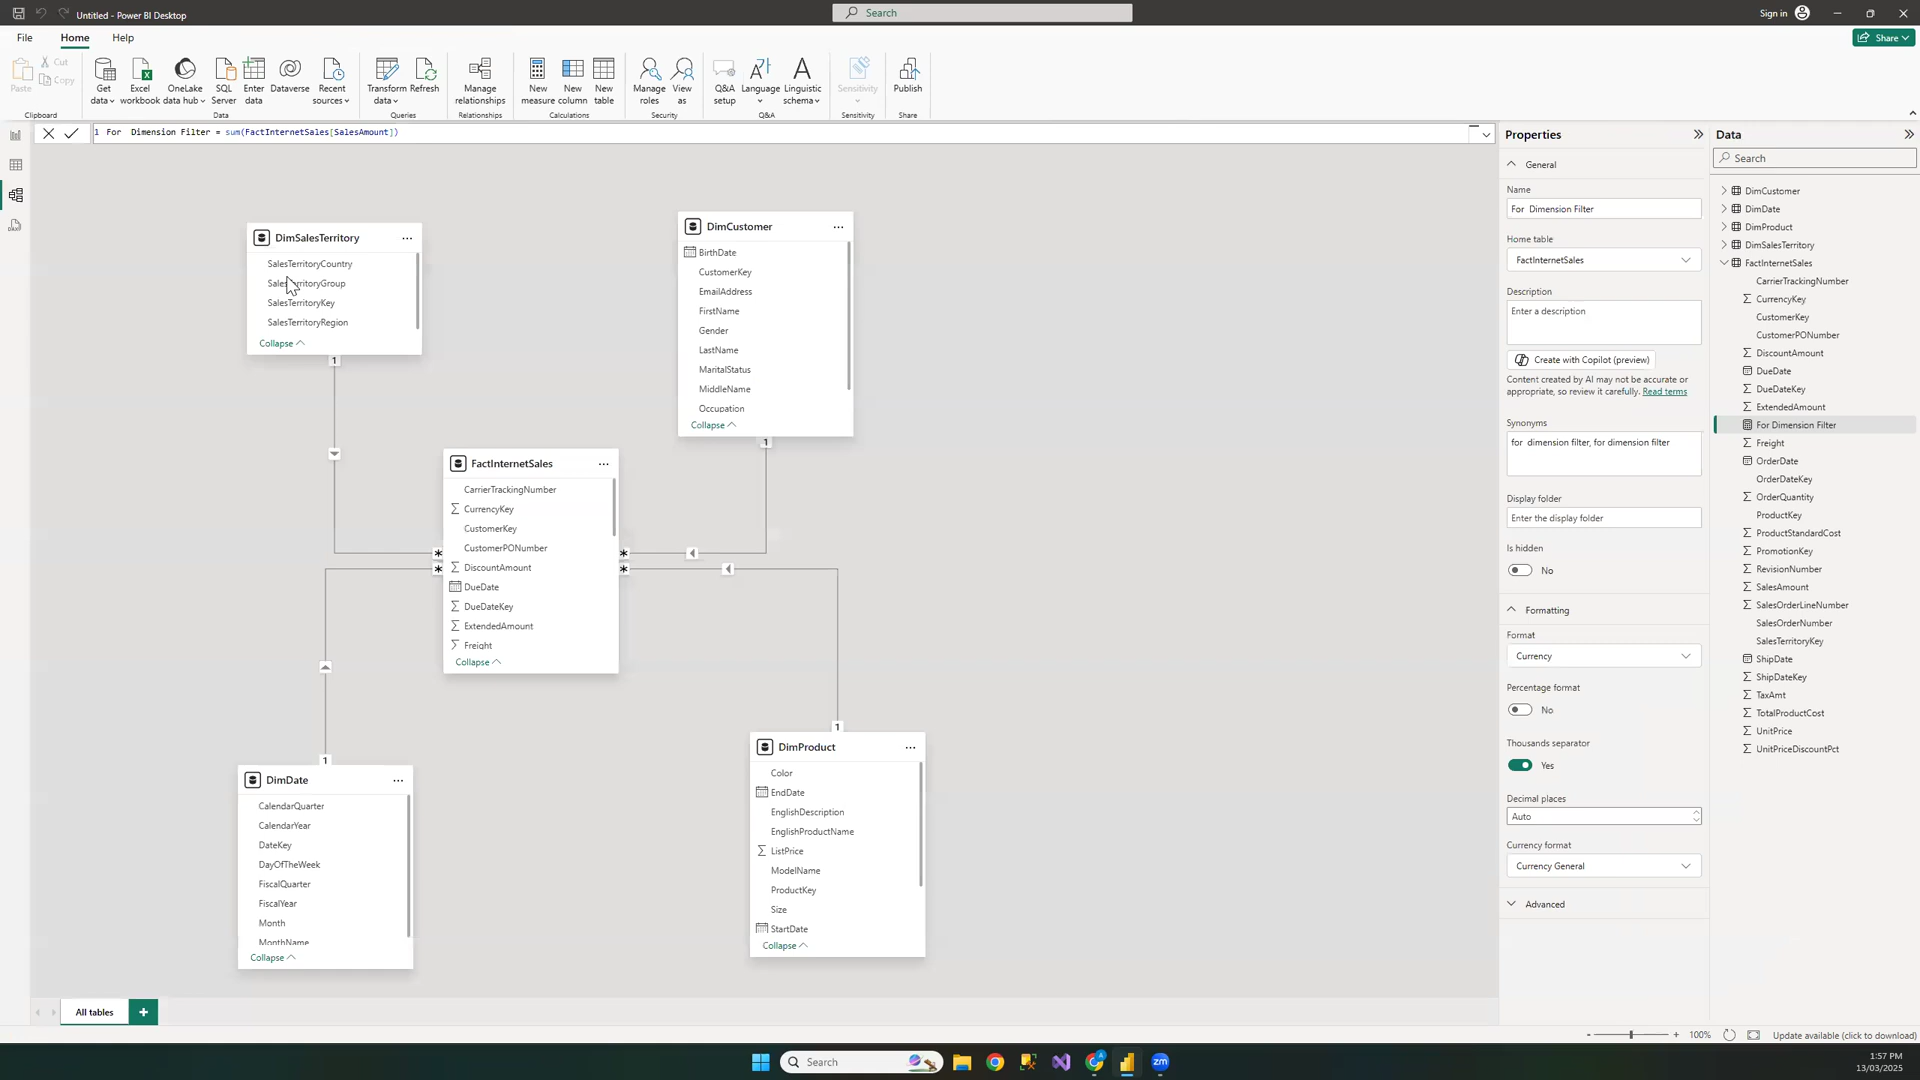 Untitled - Power BI Desktop
Search
Sign in
File
Home
Help
Share
Paste
Cut
Copy
Get data
Excel workbook
OneLake data hub
SQL Server
Enter data
Dataverse
Recent sources
Transform data
Refresh
Manage relationships
New measure
New column
New table
Manage roles
View as
Q&A setup
Language
Linguistic schema
Sensitivity
Publish
Clipboard
Data
Queries
Relationships
Calculations
Security
Q&A
Sensitivity
Share
1 For  Dimension Filter = sum(FactInternetSales[SalesAmount])
DimSalesTerritory
SalesTerritoryCountry
SalesTerritoryGroup
SalesTerritoryKey
SalesTerritoryRegion
Collapse
1
DimCustomer
BirthDate
CustomerKey
EmailAddress
FirstName
Gender
LastName
MaritalStatus
MiddleName
Occupation
Collapse
1
FactInternetSales
CarrierTrackingNumber
CurrencyKey
CustomerKey
CustomerPONumber
DiscountAmount
DueDate
DueDateKey
ExtendedAmount
Freight
Collapse
* * * *
1
DimDate
CalendarQuarter
CalendarYear
DateKey
DayOfTheWeek
FiscalQuarter
FiscalYear
Month
MonthName
Collapse
1
DimProduct
Color
EndDate
EnglishDescription
EnglishProductName
ListPrice
ModelName
ProductKey
Size
StartDate
Collapse
Properties
General
Name
For  Dimension Filter
Home table
FactInternetSales
Description
Enter a description
Create with Copilot (preview)
Content created by AI may not be accurate or
appropriate, so review it carefully. Read terms
Synonyms
for  dimension filter, for dimension filter
Display folder
Enter the display folder
Is hidden
No
Formatting
Format
Currency
Percentage format
No
Thousands separator
Yes
Decimal places
Auto
Currency format
Currency General
Advanced
Data
Search
DimCustomer
DimDate
DimProduct
DimSalesTerritory
FactInternetSales
CarrierTrackingNumber
CurrencyKey
CustomerKey
CustomerPONumber
DiscountAmount
DueDate
DueDateKey
ExtendedAmount
For Dimension Filter
Freight
OrderDate
OrderDateKey
OrderQuantity
ProductKey
ProductStandardCost
PromotionKey
RevisionNumber
SalesAmount
SalesOrderLineNumber
SalesOrderNumber
SalesTerritoryKey
ShipDate
ShipDateKey
TaxAmt
TotalProductCost
UnitPrice
UnitPriceDiscountPct
All tables
+
- + 100%
Update available (click to download)
Search
zm
1:57 PM
13/03/2025